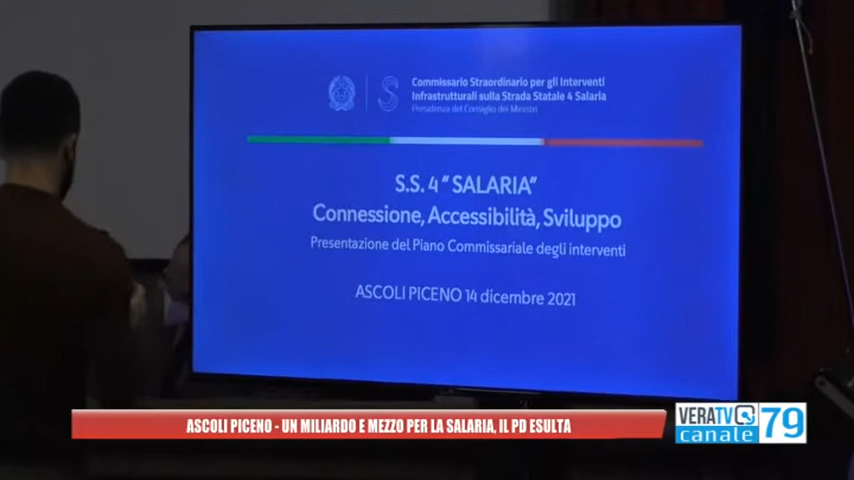 Commissario Straordinario per gli Interventi
Infrastrutturali sulla Strada Statale 4 Salaria
Presidenza del Consiglio dei Ministri
S.S. 4 “SALARIA”
Connessione, Accessibilità, Sviluppo
Presentazione del Piano Commissariale degli interventi
ASCOLI PICENO 14 dicembre 2021
ASCOLI PICENO - UN MILIARDO E MEZZO PER LA SALARIA, IL PD ESULTA
VERATV
canale 79